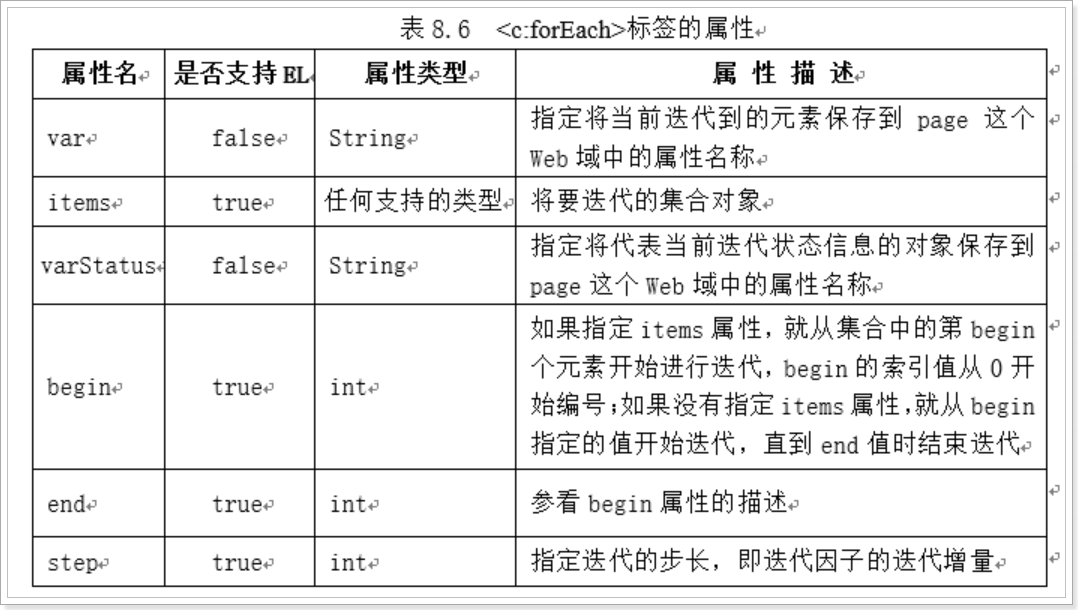 表 8.6 <c:forEach>标签的属性
属性名 是否支持 EL 属性类型 属 性 描 述
var false String 指定将当前迭代到的元素保存到 page 这个
Web 域中的属性名称
items true 任何支持的类型 将要迭代的集合对象
varStatus false String 指定将代表当前迭代状态信息的对象保存到
page 这个 Web 域中的属性名称
begin true int 如果指定 items 属性，就从集合中的第 begin
个元素开始进行迭代，begin 的索引值从 0 开
始编号；如果没有指定 items 属性，就从 begin
指定的值开始迭代，直到 end 值时结束迭代
end true int 参看 begin 属性的描述
step true int 指定迭代的步长，即迭代因子的迭代增量